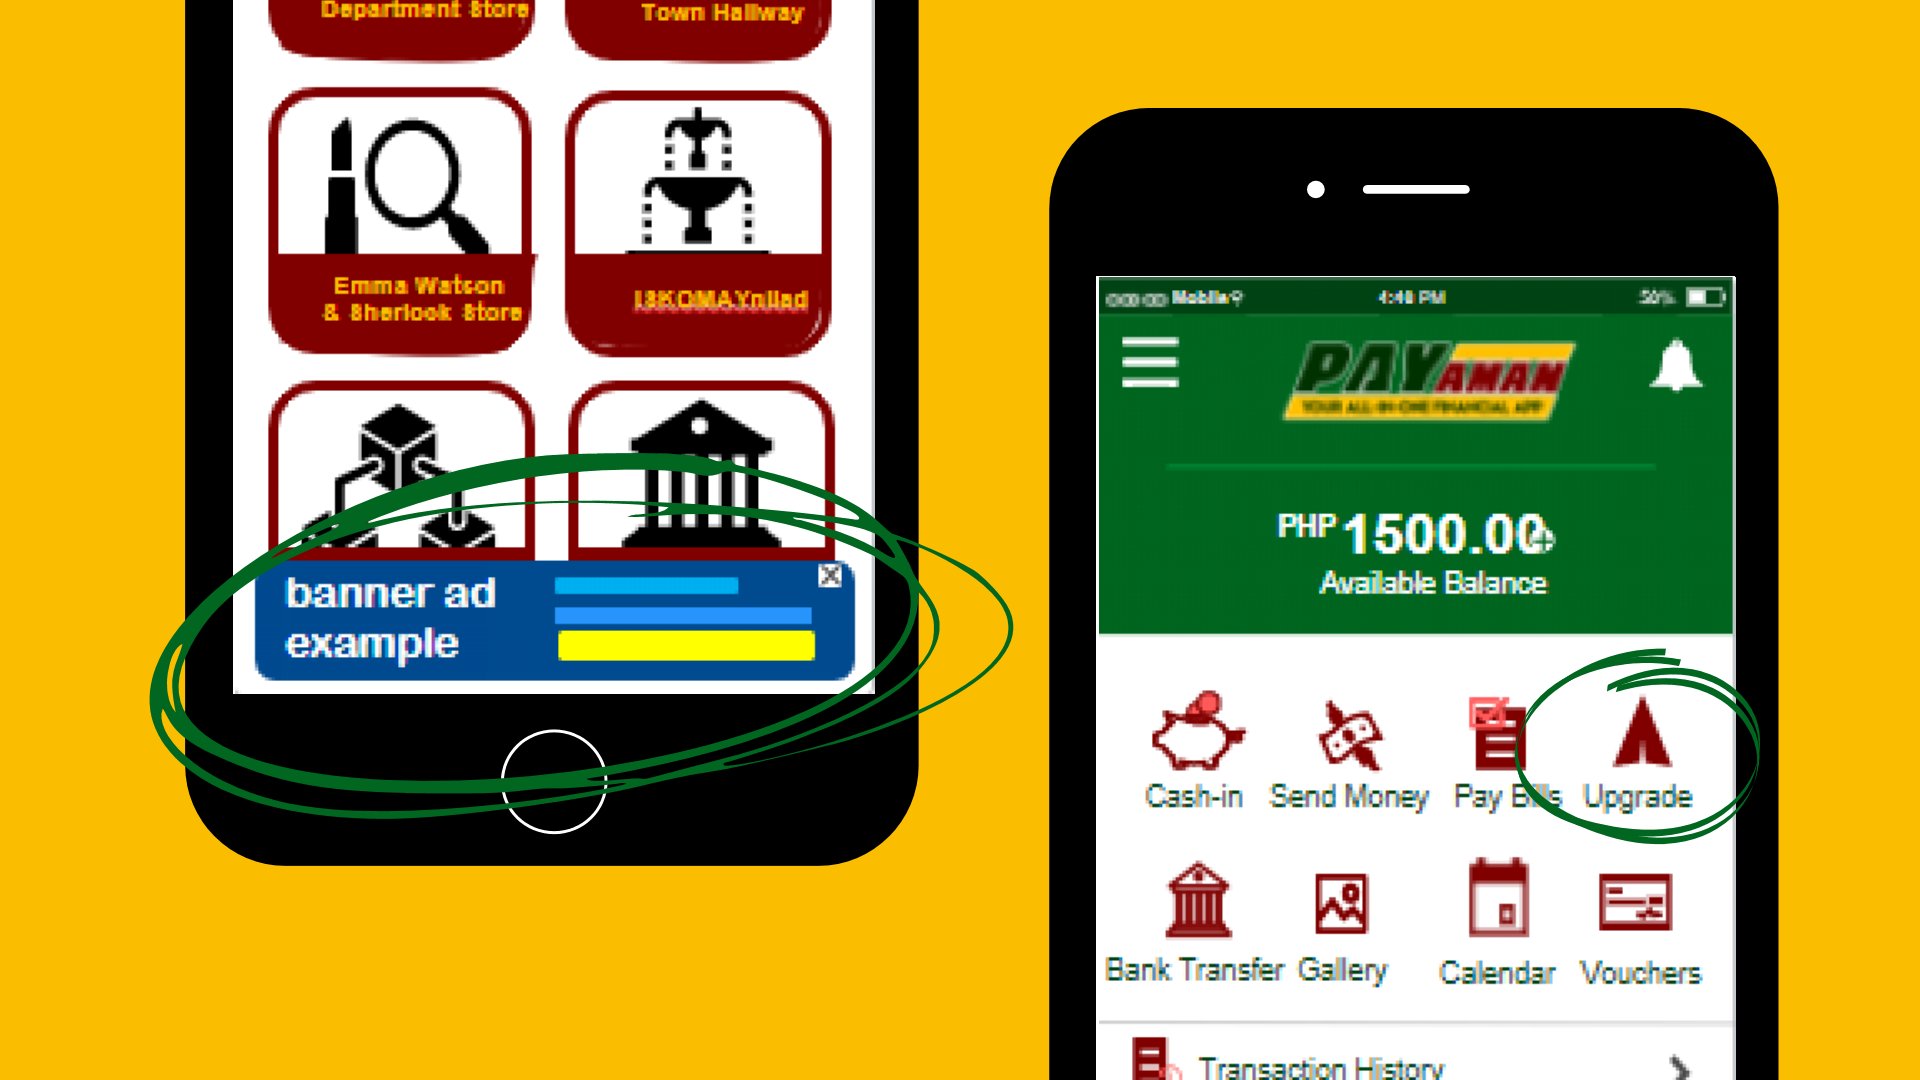 Department Store
Town Hallway
Emma Watson
& Sherlock Store
banner ad
example
Mobile
4:48 PM
50%
PAYAMAN
YOUR ALL-IN-ONE FINANCIAL APP
PHP 1500.00
Available Balance
Cash-in
Send Money
Pay Bills
Upgrade
Bank Transfer
Gallery
Calendar
Vouchers
Transaction History